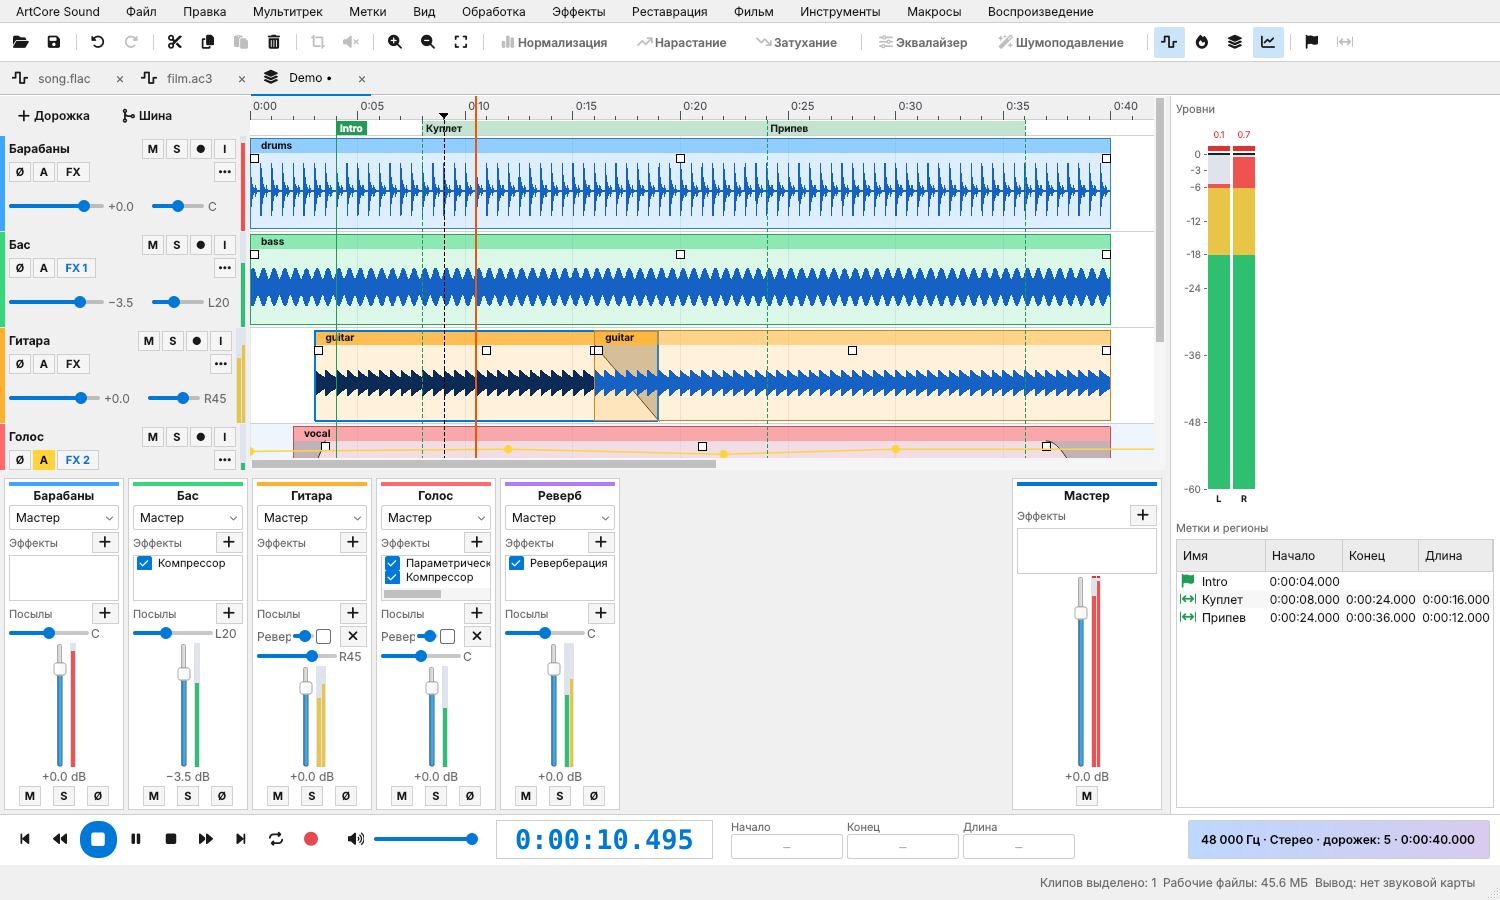 ArtCore Sound Файл Правка Мультитрек Метки Вид Обработка Эффекты Реставрация Фильм Инструменты Макросы Воспроизведение
Нормализация Нарастание Затухание Эквалайзер Шумоподавление
song.flac × film.ac3 × Demo • ×
Дорожка Шина
0:00 0:05 0:10 0:15 0:20 0:25 0:30 0:35 0:40
Intro Куплет Припев
Барабаны M S I
Ø A FX
+0.0 C
drums
Бас M S I
Ø A FX 1
−3.5 L20
bass
Гитара M S I
Ø A FX
+0.0 R45
guitar guitar
Голос M S I
Ø A FX 2
vocal
Уровни
0.1 0.7
0
-3
-6
-12
-18
-24
-36
-48
-60
L R
Метки и регионы
Имя Начало Конец Длина
Intro 0:00:04.000
Куплет 0:00:08.000 0:00:24.000 0:00:16.000
Припев 0:00:24.000 0:00:36.000 0:00:12.000
Барабаны Бас Гитара Голос Реверб Мастер
Мастер Мастер Мастер Мастер Мастер Эффекты
Эффекты Эффекты Эффекты Эффекты Эффекты
Компрессор Параметрическ Реверберация
Компрессор
Посылы Посылы Посылы Посылы Посылы
C L20 Ревер Ревер C
R45 C
+0.0 dB −3.5 dB +0.0 dB +0.0 dB +0.0 dB +0.0 dB
M S Ø M S Ø M S Ø M S Ø M S Ø M
0:00:10.495
Начало Конец Длина
– – –
48 000 Гц · Стерео · дорожек: 5 · 0:00:40.000
Клипов выделено: 1 Рабочие файлы: 45.6 МБ Вывод: нет звуковой карты